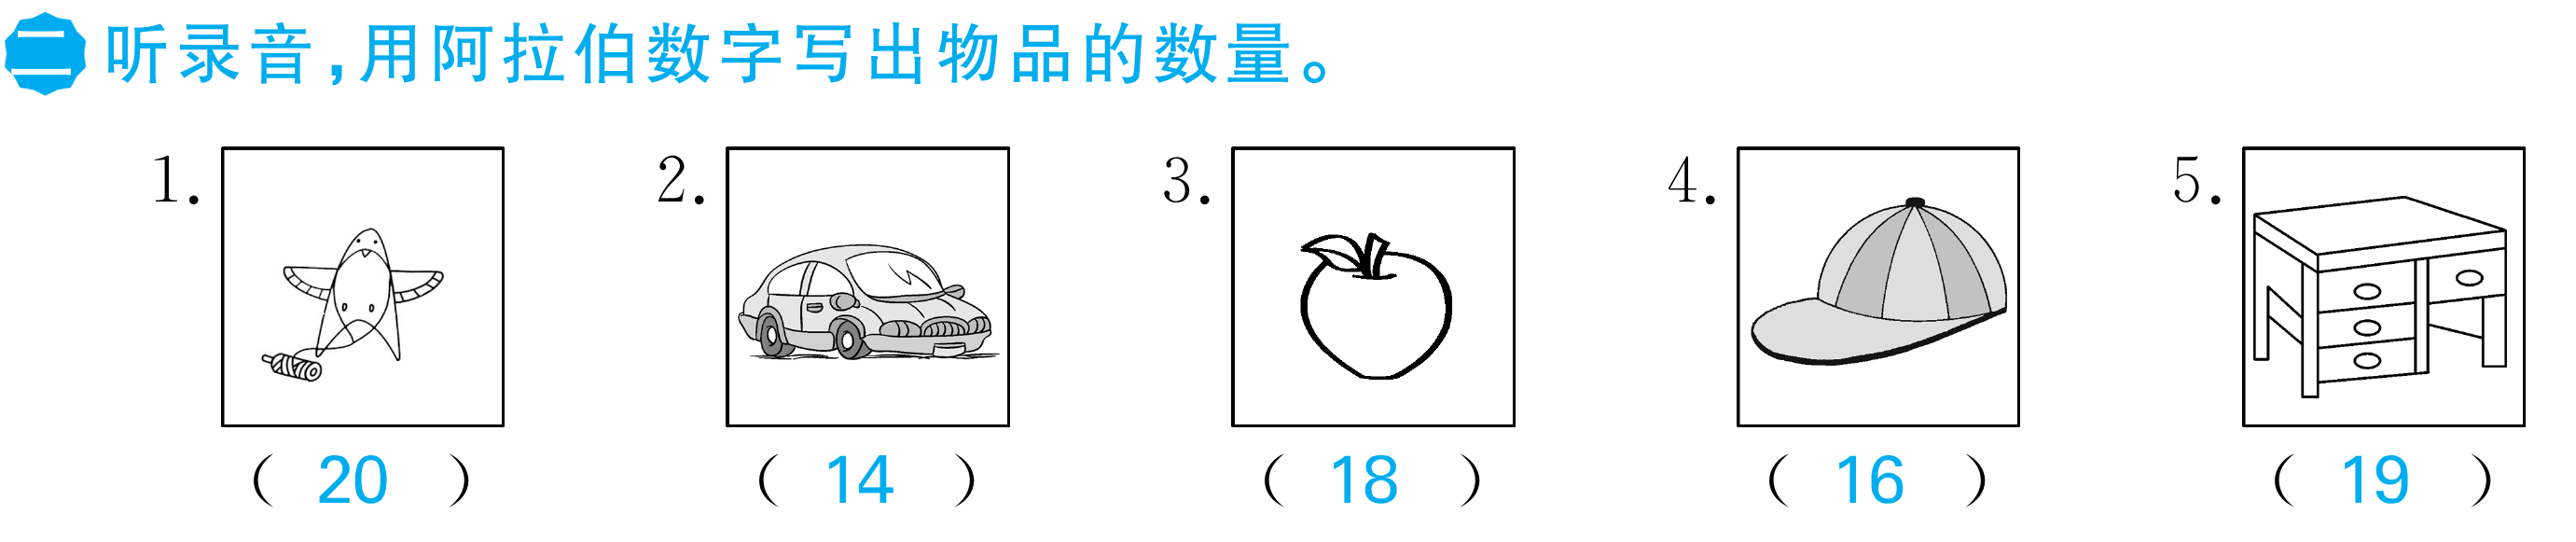 二 听录音,用阿拉伯数字写出物品的数量。
1. 2. 3. 4. 5.
( 20 ) ( 14 ) ( 18 ) ( 16 ) ( 19 )